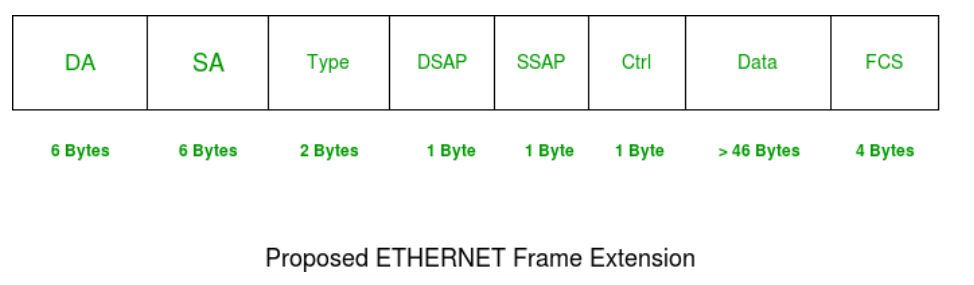 DA SA Type DSAP SSAP Ctrl Data FCS
6 Bytes 6 Bytes 2 Bytes 1 Byte 1 Byte 1 Byte > 46 Bytes 4 Bytes
Proposed ETHERNET Frame Extension